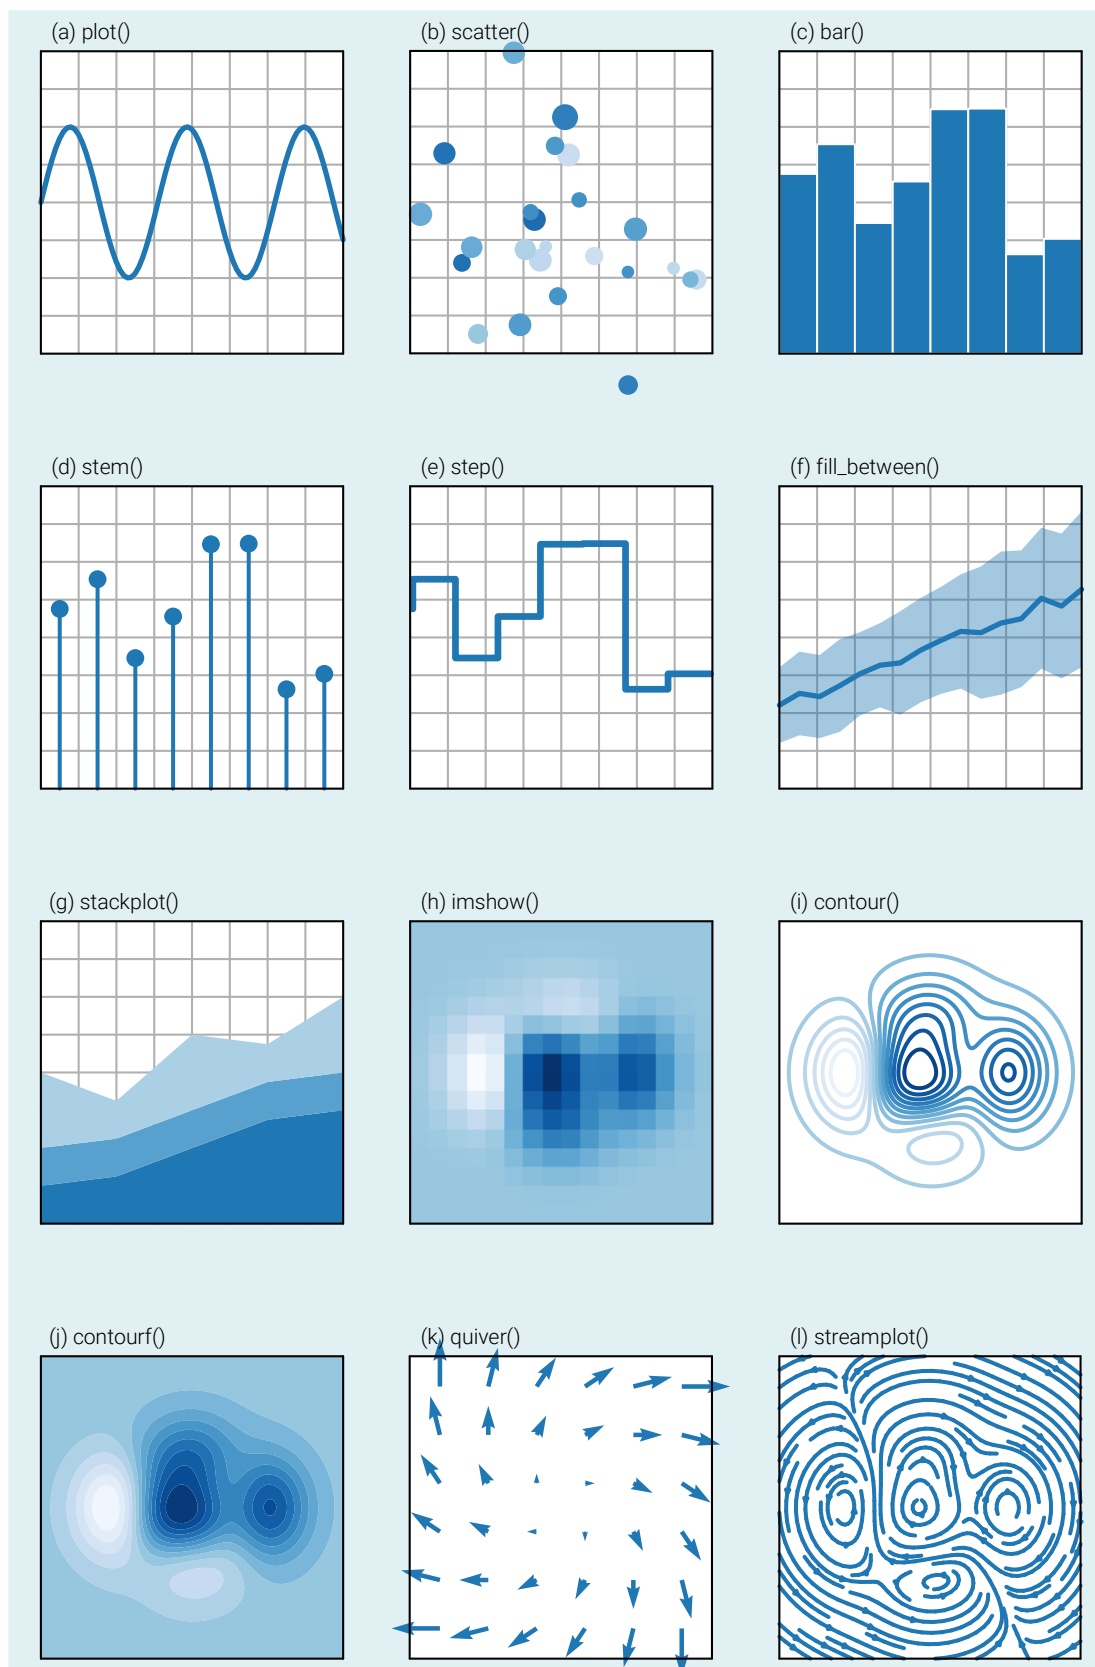 (a) plot()
(b) scatter()
(c) bar()
(d) stem()
(e) step()
(f) fill_between()
(g) stackplot()
(h) imshow()
(i) contour()
(j) contourf()
(k) quiver()
(l) streamplot()